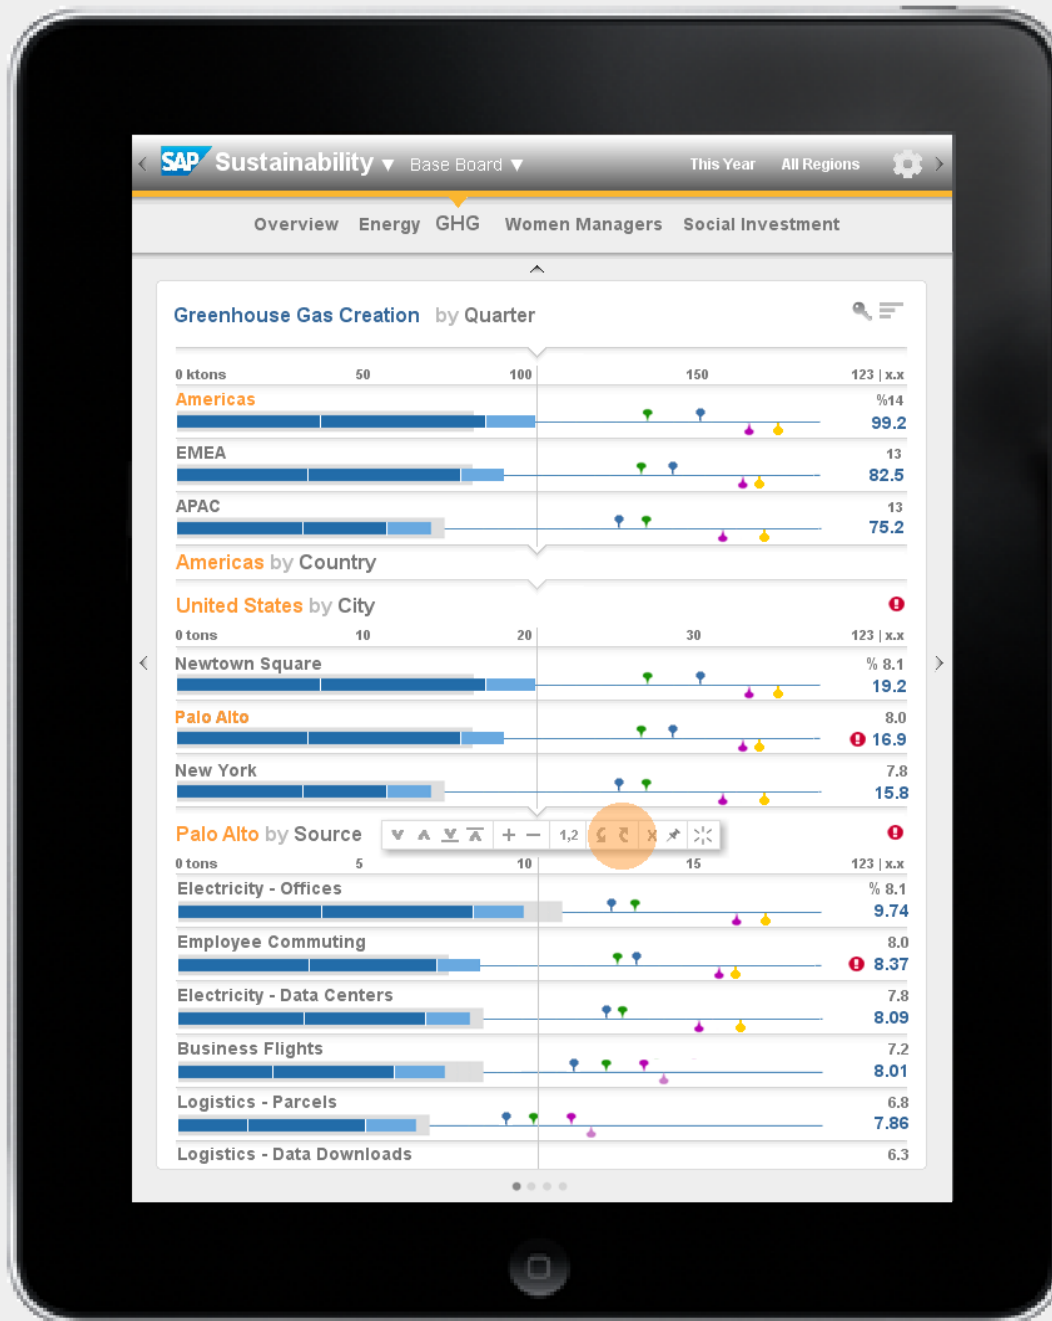 SAP Sustainability Base Board This Year All Regions
Overview Energy GHG Women Managers Social Investment
Greenhouse Gas Creation by Quarter
0 ktons 50 100 150 123 | x.x
Americas %14
99.2
EMEA 13
82.5
APAC 13
75.2
Americas by Country
United States by City
0 tons 10 20 30 123 | x.x
Newtown Square % 8.1
19.2
Palo Alto 8.0
16.9
New York 7.8
15.8
Palo Alto by Source 1,2
0 tons 5 10 15 123 | x.x
Electricity - Offices % 8.1
9.74
Employee Commuting 8.0
8.37
Electricity - Data Centers 7.8
8.09
Business Flights 7.2
8.01
Logistics - Parcels 6.8
7.86
Logistics - Data Downloads 6.3